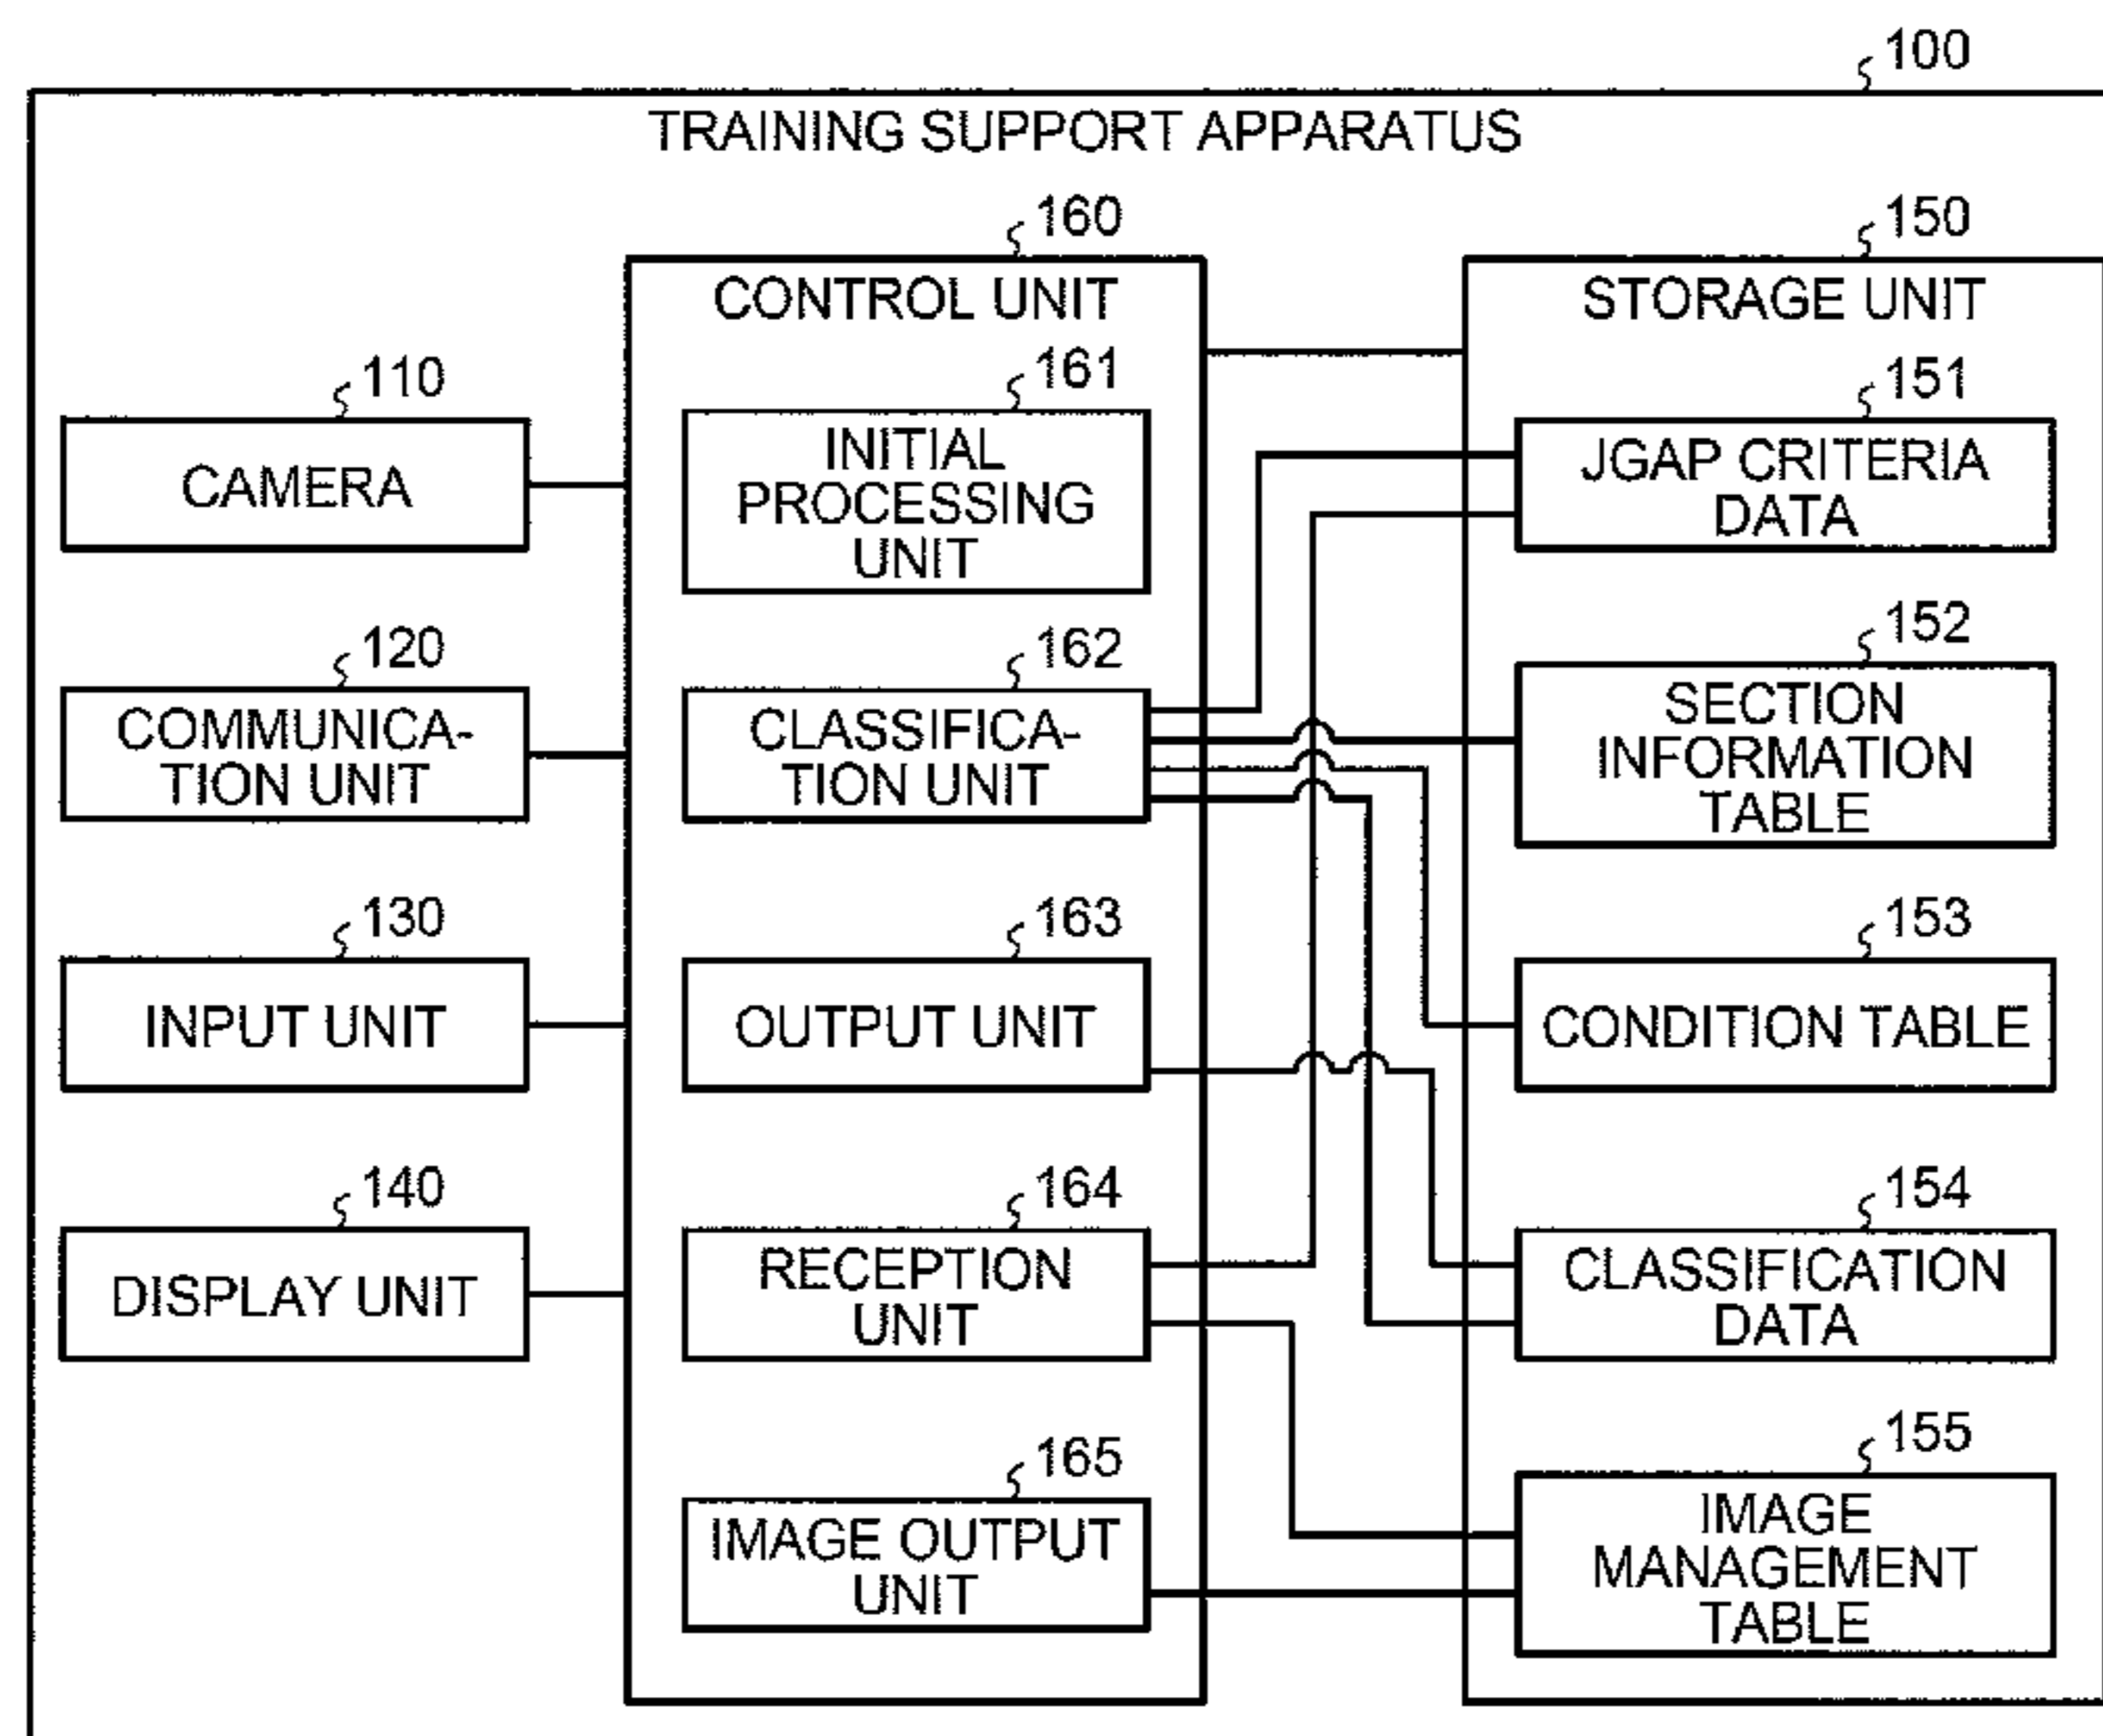 100
TRAINING SUPPORT APPARATUS
160
CONTROL UNIT
150
STORAGE UNIT
110
CAMERA
120
COMMUNICA-
TION UNIT
130
INPUT UNIT
140
DISPLAY UNIT
161
INITIAL
PROCESSING
UNIT
162
CLASSIFICA-
TION UNIT
163
OUTPUT UNIT
164
RECEPTION
UNIT
165
IMAGE OUTPUT
UNIT
151
JGAP CRITERIA
DATA
152
SECTION
INFORMATION
TABLE
153
CONDITION TABLE
154
CLASSIFICATION
DATA
155
IMAGE
MANAGEMENT
TABLE